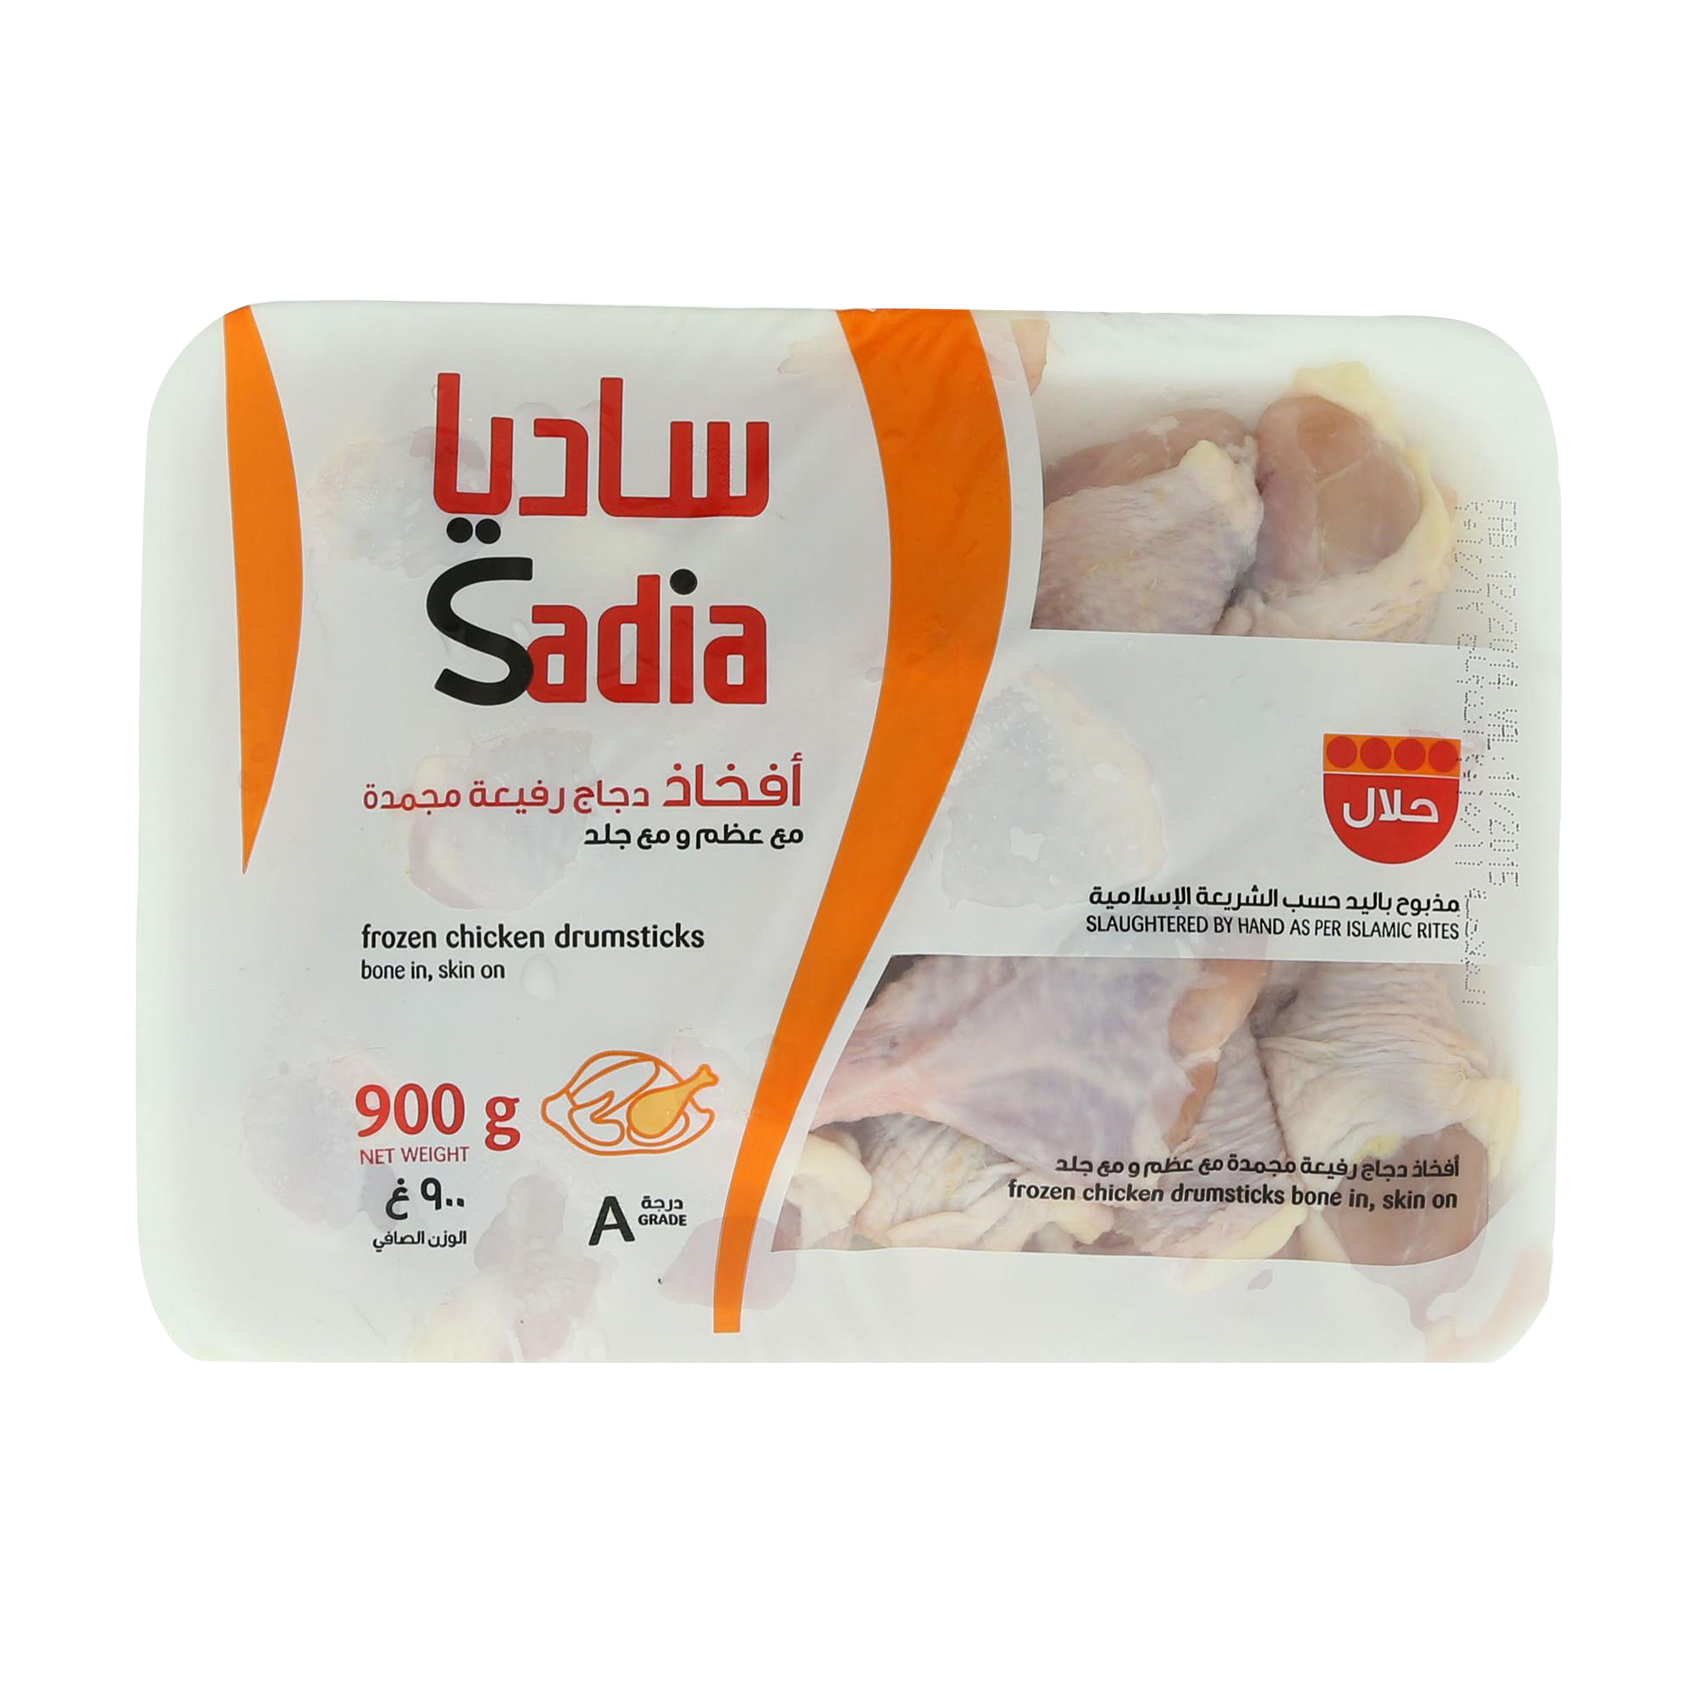 ساديا
Sadia
أفخاذ دجاج رفيعة مجمدة
مع عظم و مع جلد
frozen chicken drumsticks
bone in, skin on
900 g
NET WEIGHT
٩٠٠ غ
الوزن الصافي
A درجة
GRADE
حلال
مذبوح باليد حسب الشريعة الإسلامية
SLAUGHTERED BY HAND AS PER ISLAMIC RITES
أفخاذ دجاج رفيعة مجمدة مع عظم و مع جلد
frozen chicken drumsticks bone in, skin on